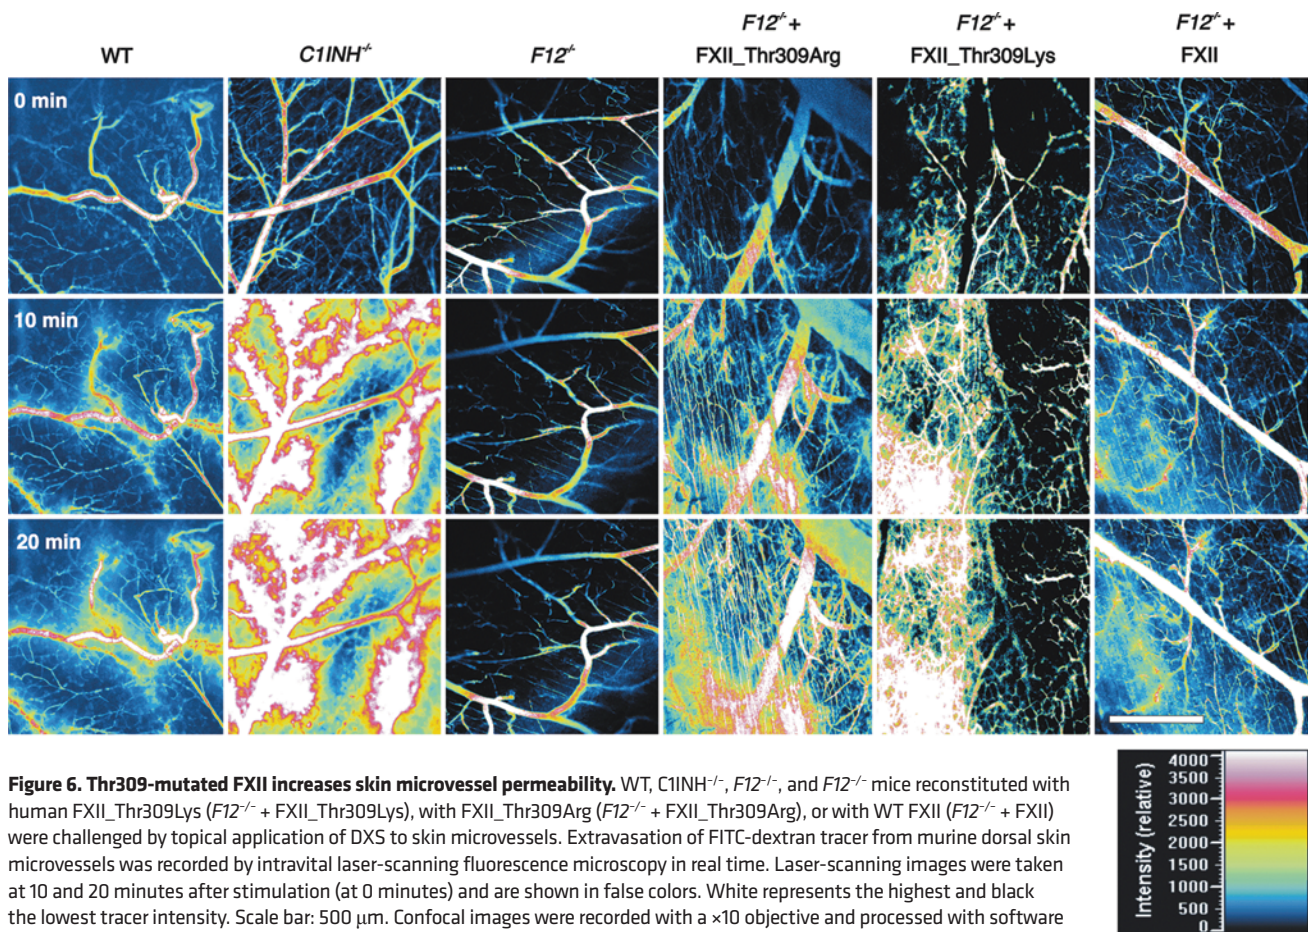 F12-/- +
F12-/- +
F12-/- +
WT
C1INH-/-
F12-/-
FXII_Thr309Arg
FXII_Thr309Lys
FXII
0 min
10 min
20 min
Figure 6. Thr309-mutated FXII increases skin microvessel permeability. WT, C1INH−/−, F12−/−, and F12−/− mice reconstituted with
human FXII_Thr309Lys (F12−/− + FXII_Thr309Lys), with FXII_Thr309Arg (F12−/− + FXII_Thr309Arg), or with WT FXII (F12−/− + FXII)
were challenged by topical application of DXS to skin microvessels. Extravasation of FITC-dextran tracer from murine dorsal skin
microvessels was recorded by intravital laser-scanning fluorescence microscopy in real time. Laser-scanning images were taken
at 10 and 20 minutes after stimulation (at 0 minutes) and are shown in false colors. White represents the highest and black
the lowest tracer intensity. Scale bar: 500 μm. Confocal images were recorded with a ×10 objective and processed with software
Intensity (relative)
4000
3500
3000
2500
2000
1500
1000
500
0